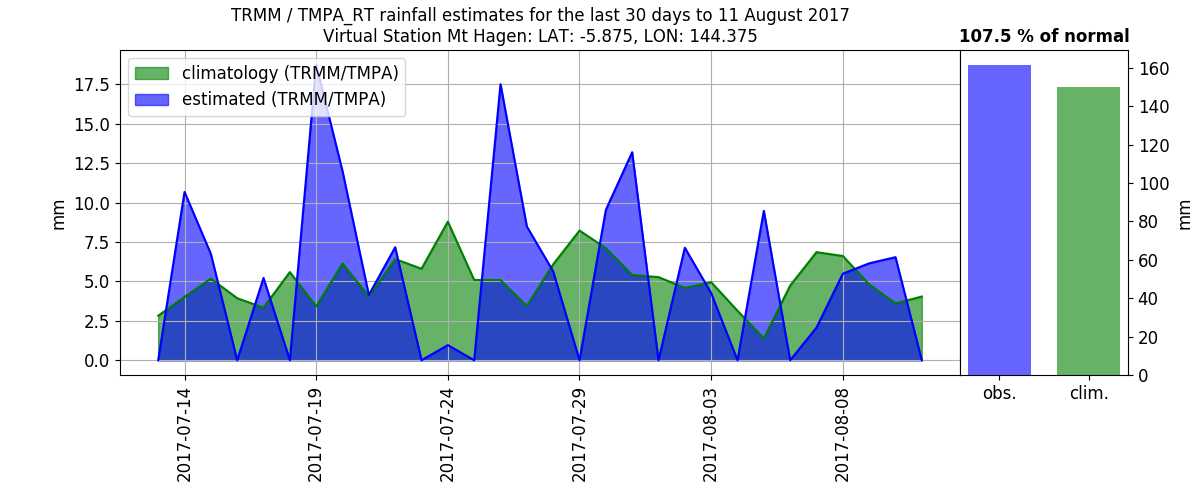 TRMM / TMPA_RT rainfall estimates for the last 30 days to 11 August 2017
Virtual Station Mt Hagen: LAT: -5.875, LON: 144.375
107.5 % of normal
climatology (TRMM/TMPA)
estimated (TRMM/TMPA)
mm
17.5
15.0
12.5
10.0
7.5
5.0
2.5
0.0
2017-07-14
2017-07-19
2017-07-24
2017-07-29
2017-08-03
2017-08-08
160
140
120
100
80
60
40
20
0
mm
obs.
clim.